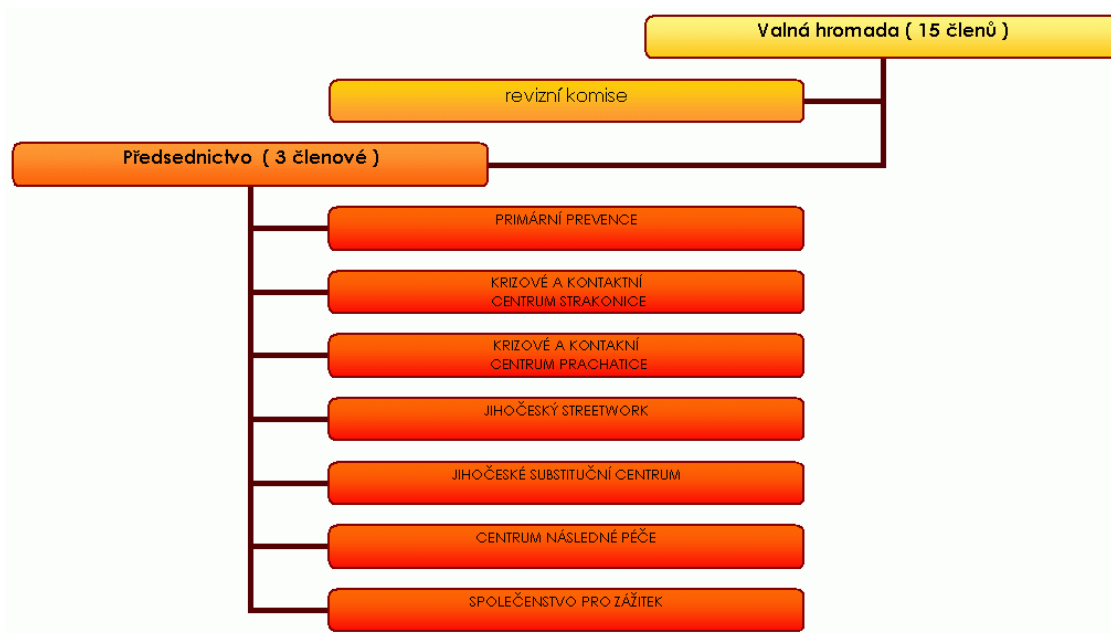 Valná hromada ( 15 členů )
revizní komise
Předsednictvo ( 3 členové )
PRIMÁRNÍ PREVENCE
KRIZOVÉ A KONTAKTNÍ
CENTRUM STRAKONICE
KRIZOVÉ A KONTAKNÍ
CENTRUM PRACHATICE
JIHOČESKÝ STREETWORK
JIHOČESKÉ SUBSTITUČNÍ CENTRUM
CENTRUM NÁSLEDNÉ PÉČE
SPOLEČENSTVO PRO ZÁŽITEK